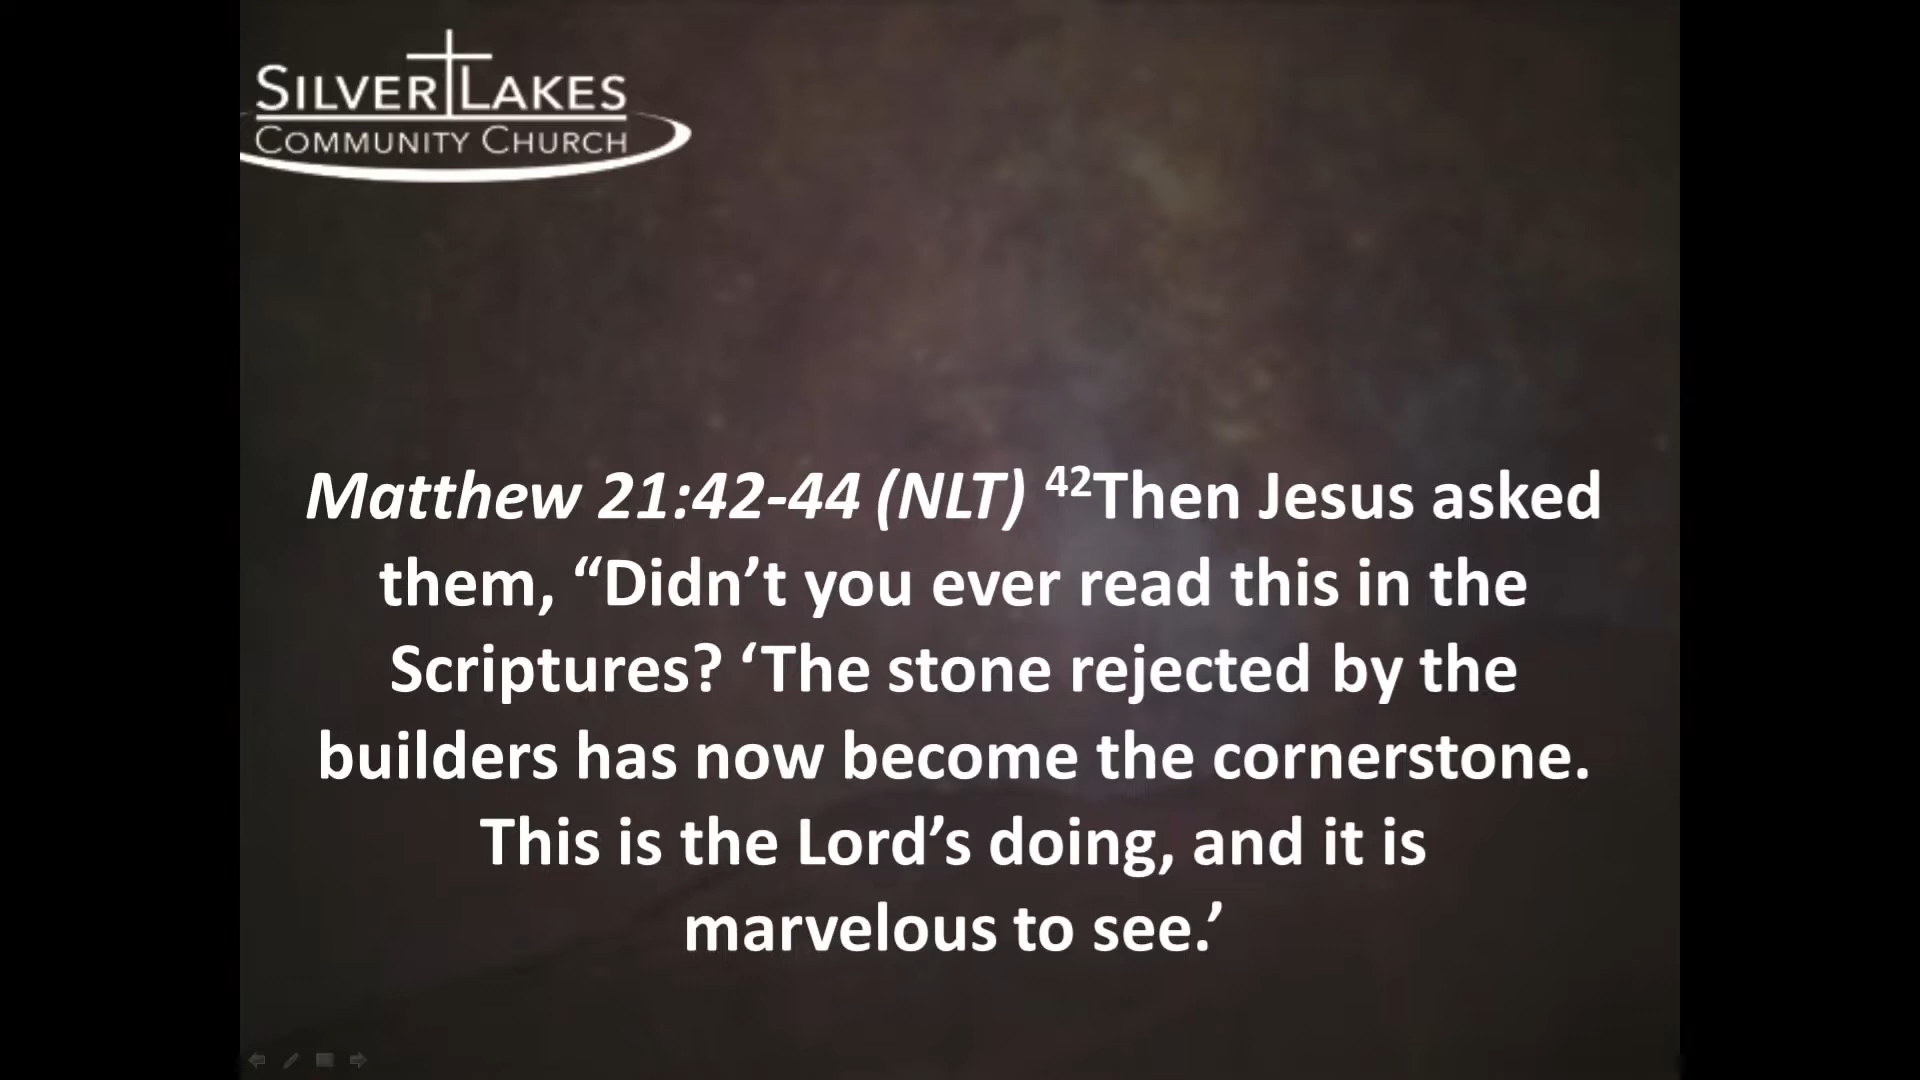 SILVER LAKES
COMMUNITY CHURCH
Matthew 21:42-44 (NLT) ⁴²Then Jesus asked
them, “Didn’t you ever read this in the
Scriptures? ‘The stone rejected by the
builders has now become the cornerstone.
This is the Lord’s doing, and it is
marvelous to see.’